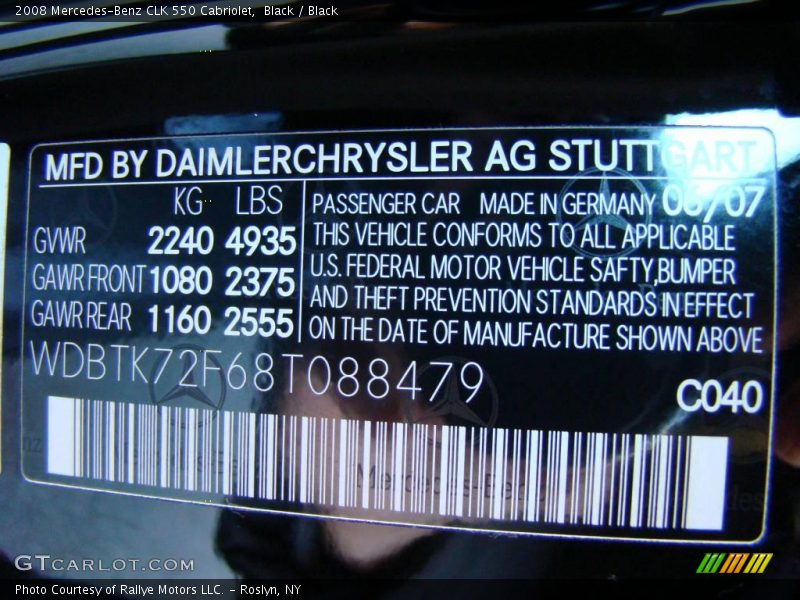 2008 Mercedes-Benz CLK 550 Cabriolet,  Black / Black
MFD BY DAIMLERCHRYSLER AG STUTTGART
KG LBS
GVWR 2240 4935
GAWR FRONT 1080 2375
GAWR REAR 1160 2555
PASSENGER CAR MADE IN GERMANY 06/07
THIS VEHICLE CONFORMS TO ALL APPLICABLE
U.S. FEDERAL MOTOR VEHICLE SAFTY,BUMPER
AND THEFT PREVENTION STANDARDS IN EFFECT
ON THE DATE OF MANUFACTURE SHOWN ABOVE
WDBTK72F68T088479
C040
Mercedes-Benz
GTCARLOT.COM
Photo Courtesy of Rallye Motors LLC. - Roslyn, NY